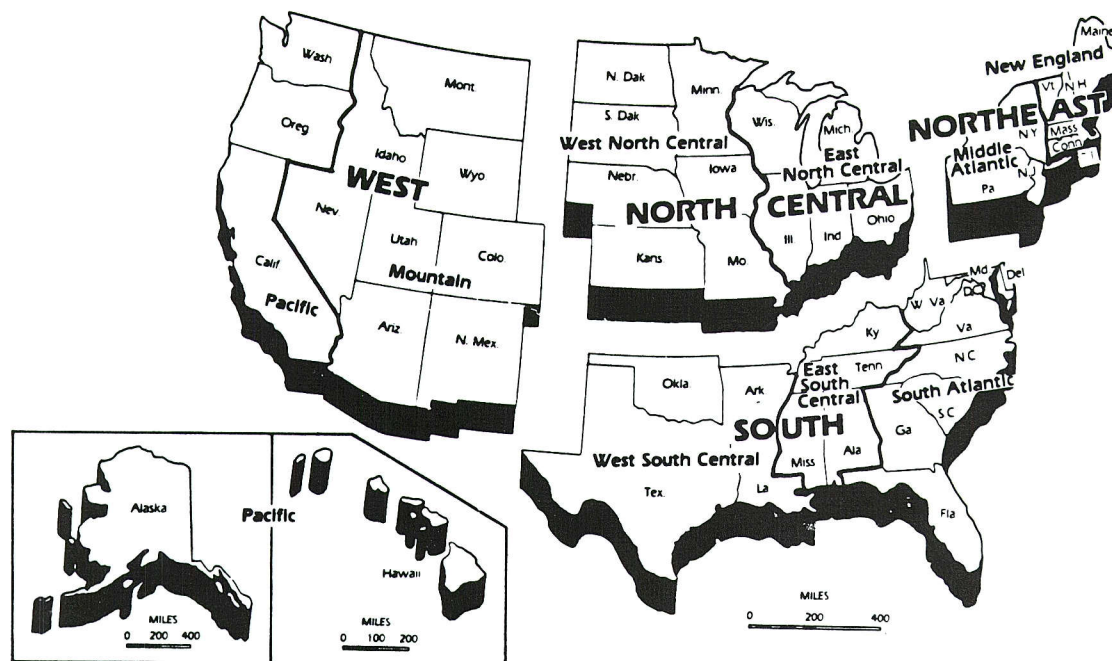 Wash
Mont.
Oreg
Idaho
Wyo.
WEST
Nev.
Utah
Colo.
Calif
Mountain
Pacific
Ariz.
N. Mex.
N. Dak
Minn.
S. Dak
Wis.
Mich.
West North Central
East
North Central
Nebr.
Iowa
NORTH CENTRAL
Ill
Ind
Ohio
Kans
Mo.
Maine
New England
Vt
N H
NORTHEAST
NY
Mass
Conn
Middle
Atlantic
NJ
Pa
Md
Del
DC
W Va
Va
Ky
N C
East
South
Central
Tenn
Okla
Ark
South Atlantic
S C
SOUTH
Ga
Ala
Miss
West South Central
Tex.
La
Fla
MILES
0 200 400
Alaska
Pacific
Hawaii
MILES
0 200 400
MILES
0 100 200